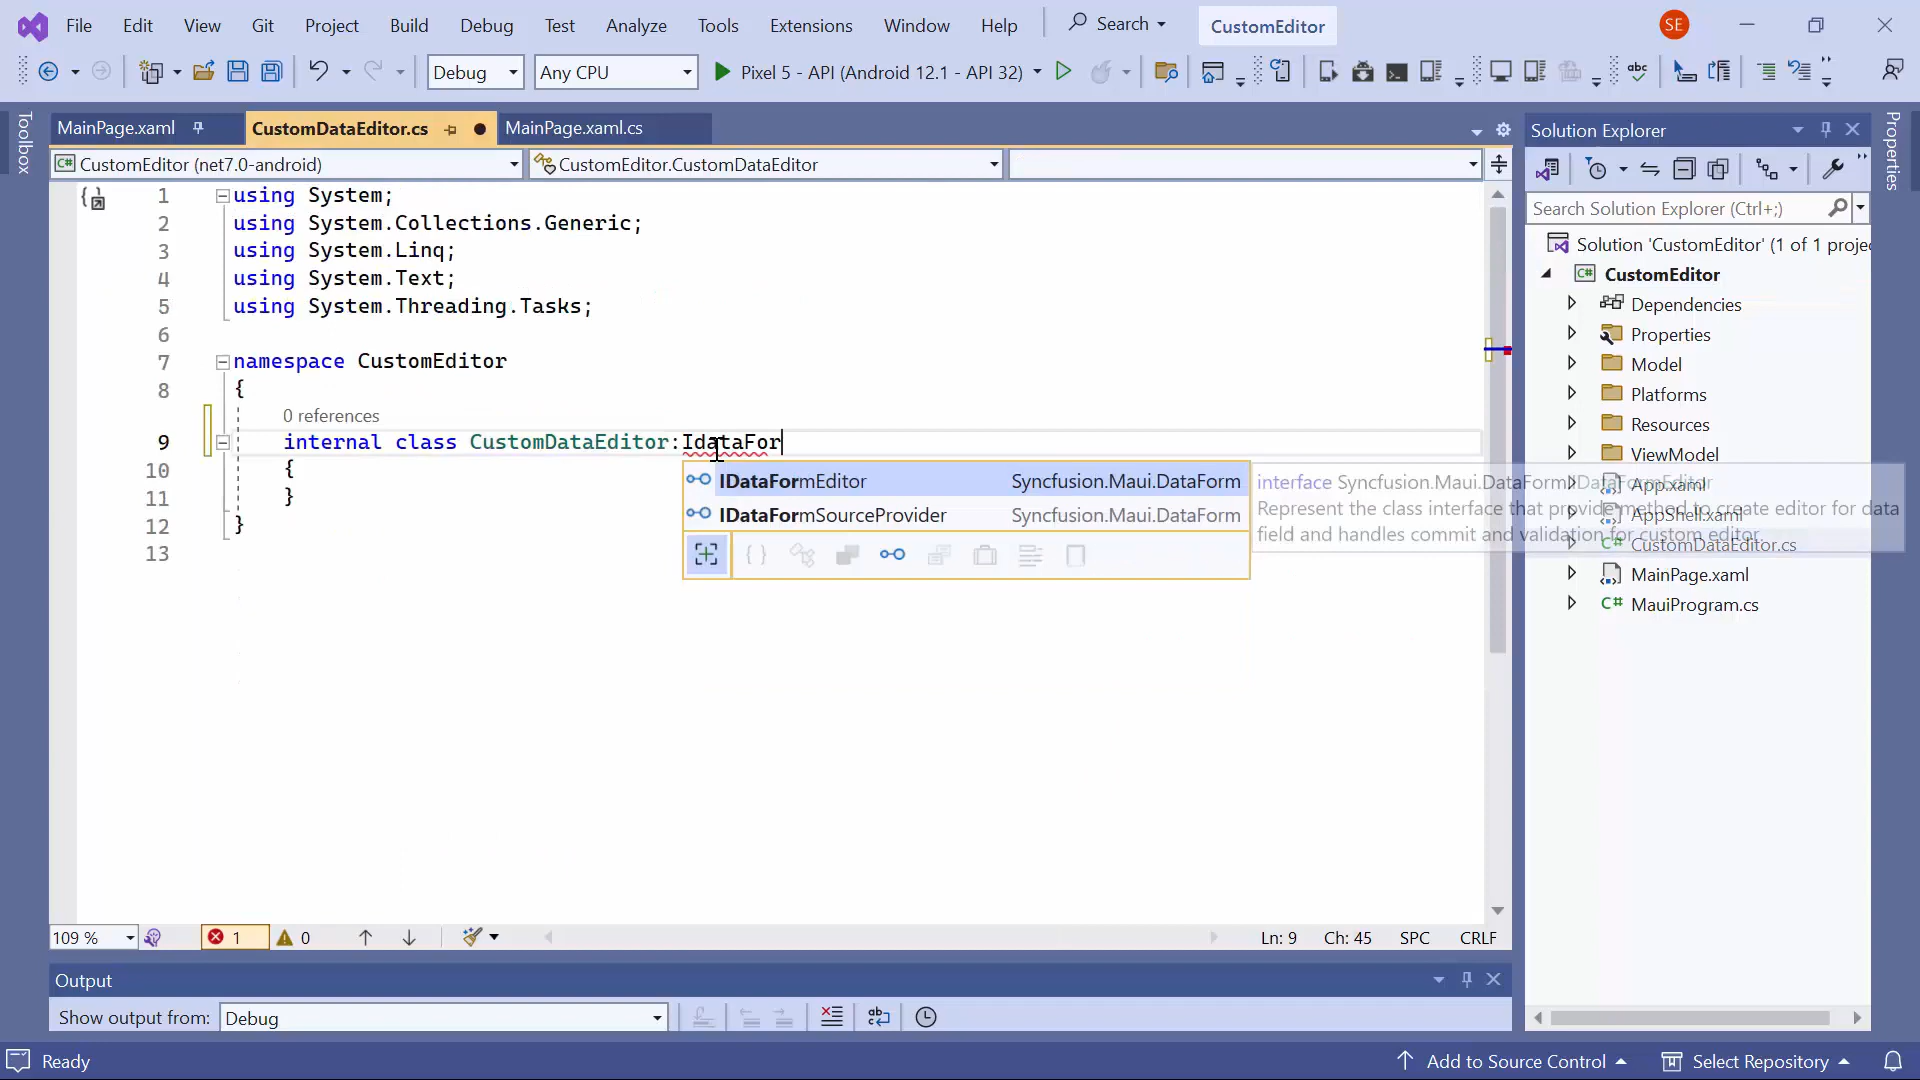 File Edit View Git Project Build Debug Test Analyze Tools Extensions Window Help Search CustomEditor SE
Debug Any CPU Pixel 5 - API (Android 12.1 - API 32)
Toolbox
MainPage.xaml CustomDataEditor.cs MainPage.xaml.cs
CustomEditor (net7.0-android) CustomEditor.CustomDataEditor
1 using System;
2 using System.Collections.Generic;
3 using System.Linq;
4 using System.Text;
5 using System.Threading.Tasks;
6
7 namespace CustomEditor
8 {
0 references
9 internal class CustomDataEditor:IdataFor
10 {
11 }
12 }
13
IDataFormEditor Syncfusion.Maui.DataForm
IDataFormSourceProvider Syncfusion.Maui.DataForm
interface Syncfusion.Maui.DataForm.IDataFormEditor
Represent the class interface that provide method to create editor for data
field and handles commit and validation for custom editor.
109 % 1 0 Ln: 9 Ch: 45 SPC CRLF
Output
Show output from: Debug
Solution Explorer
Search Solution Explorer (Ctrl+;)
Solution 'CustomEditor' (1 of 1 proje
CustomEditor
Dependencies
Properties
Model
Platforms
Resources
ViewModel
App.xaml
AppShell.xaml
CustomDataEditor.cs
MainPage.xaml
MauiProgram.cs
Properties
Ready Add to Source Control Select Repository